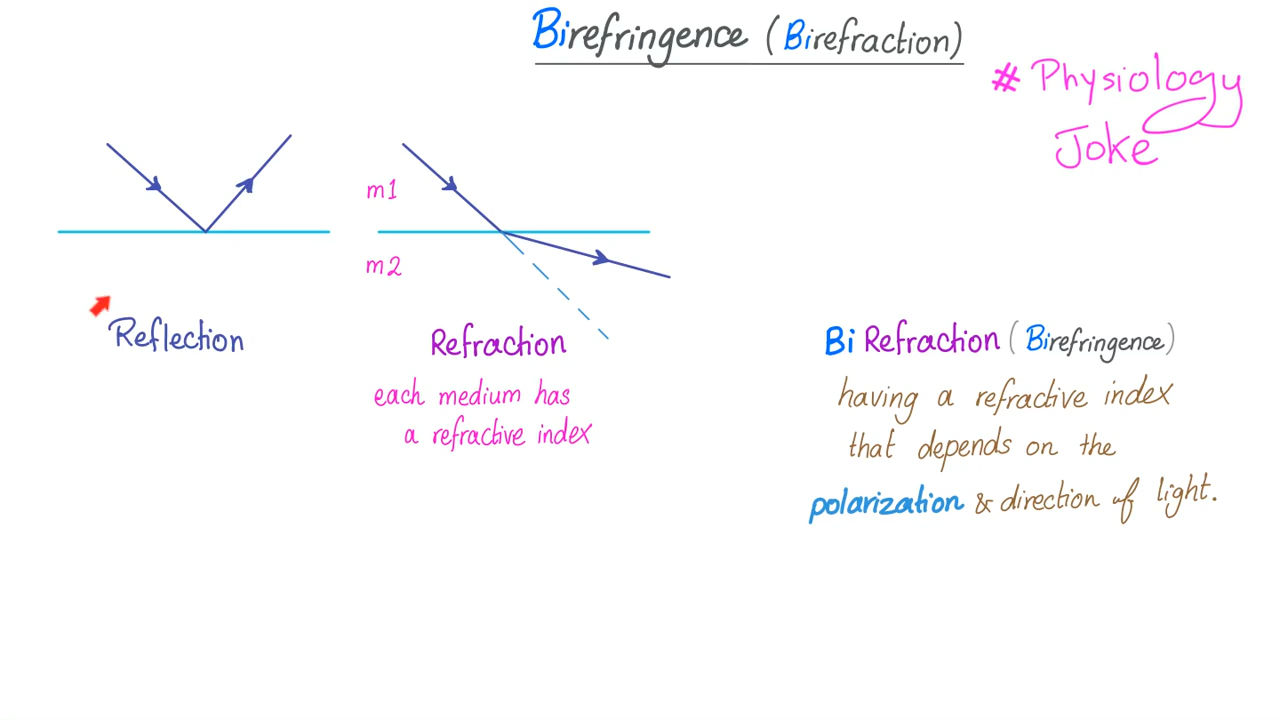 Birefringence (Birefraction)
# Physiology
Joke
m1
m2
Reflection
Refraction
each medium has
a refractive index
Bi Refraction (Birefringence)
having a refractive index
that depends on the
polarization & direction of light.